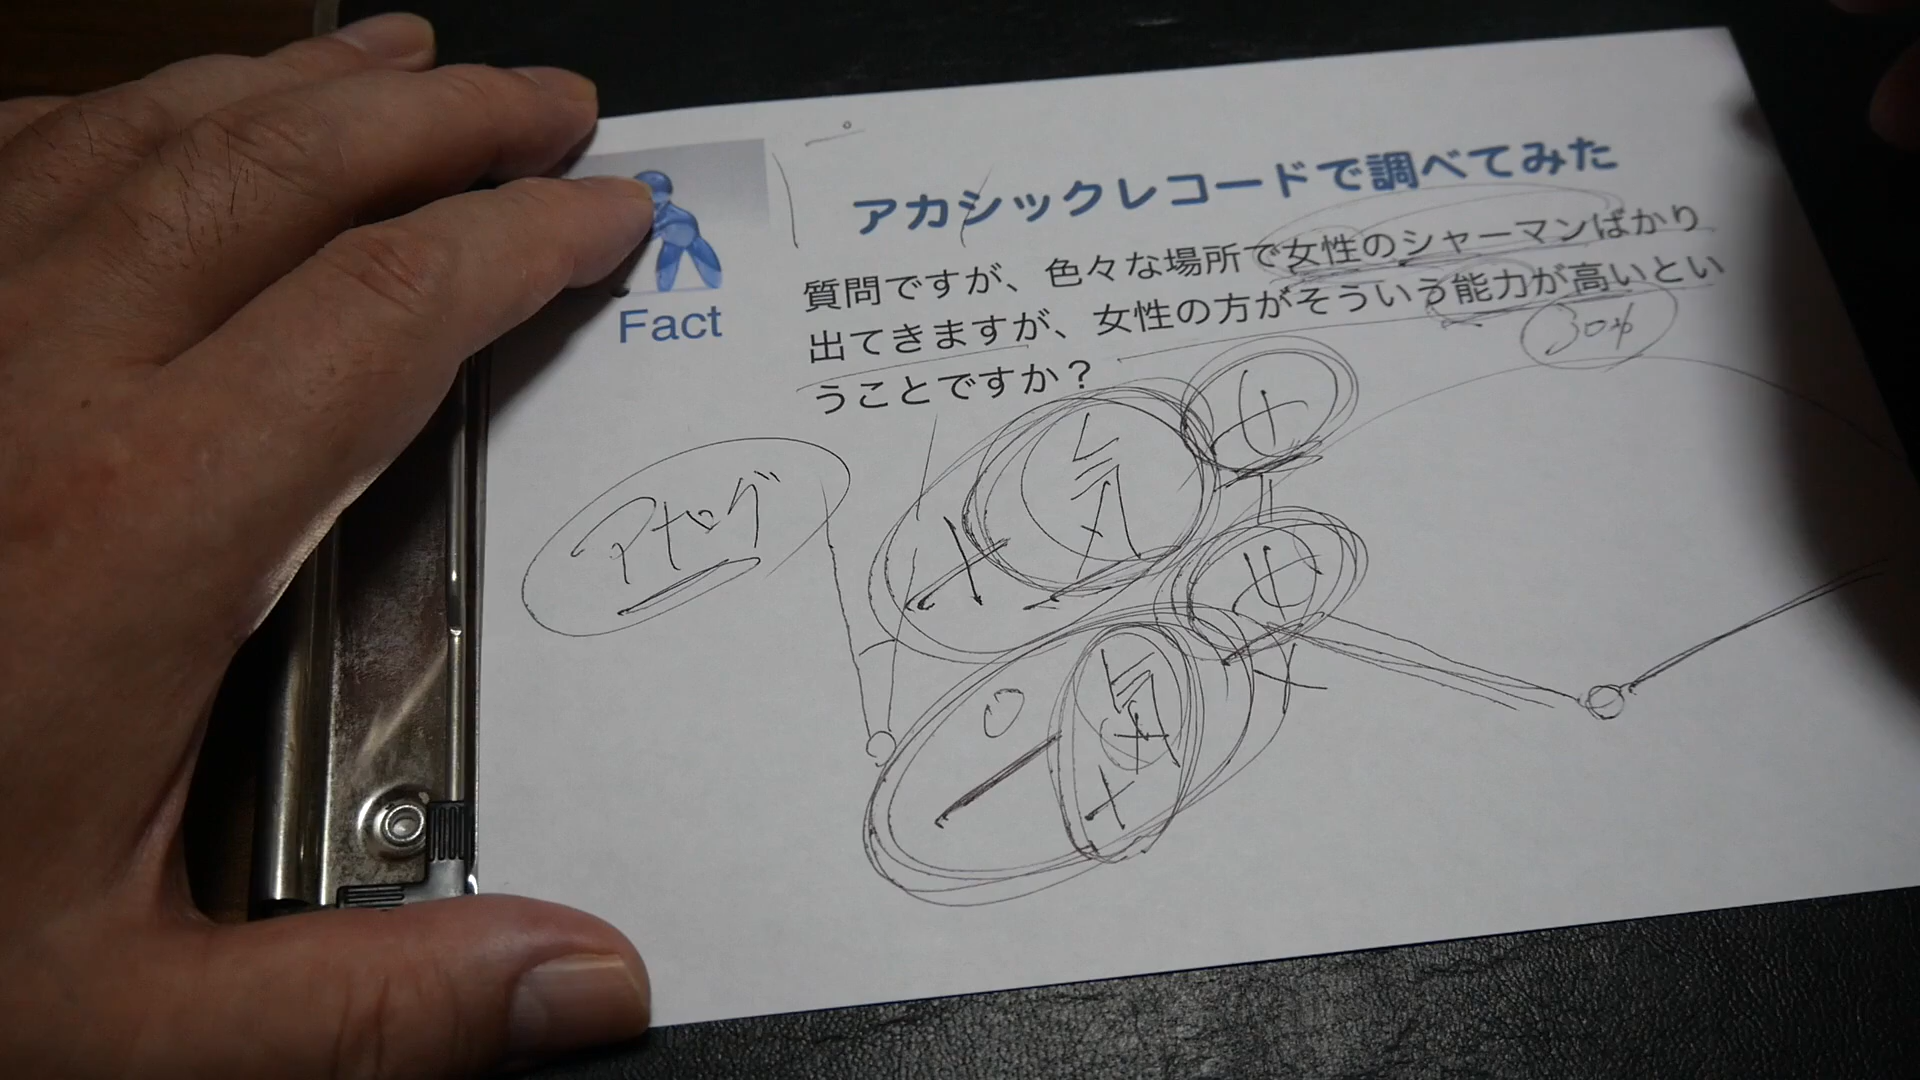 アカシックレコードで調べてみた
質問ですが、色々な場所で女性のシャーマンばかり
出てきますが、女性の方がそういう能力が高いとい
うことですか？
Fact
アナログ
気
気